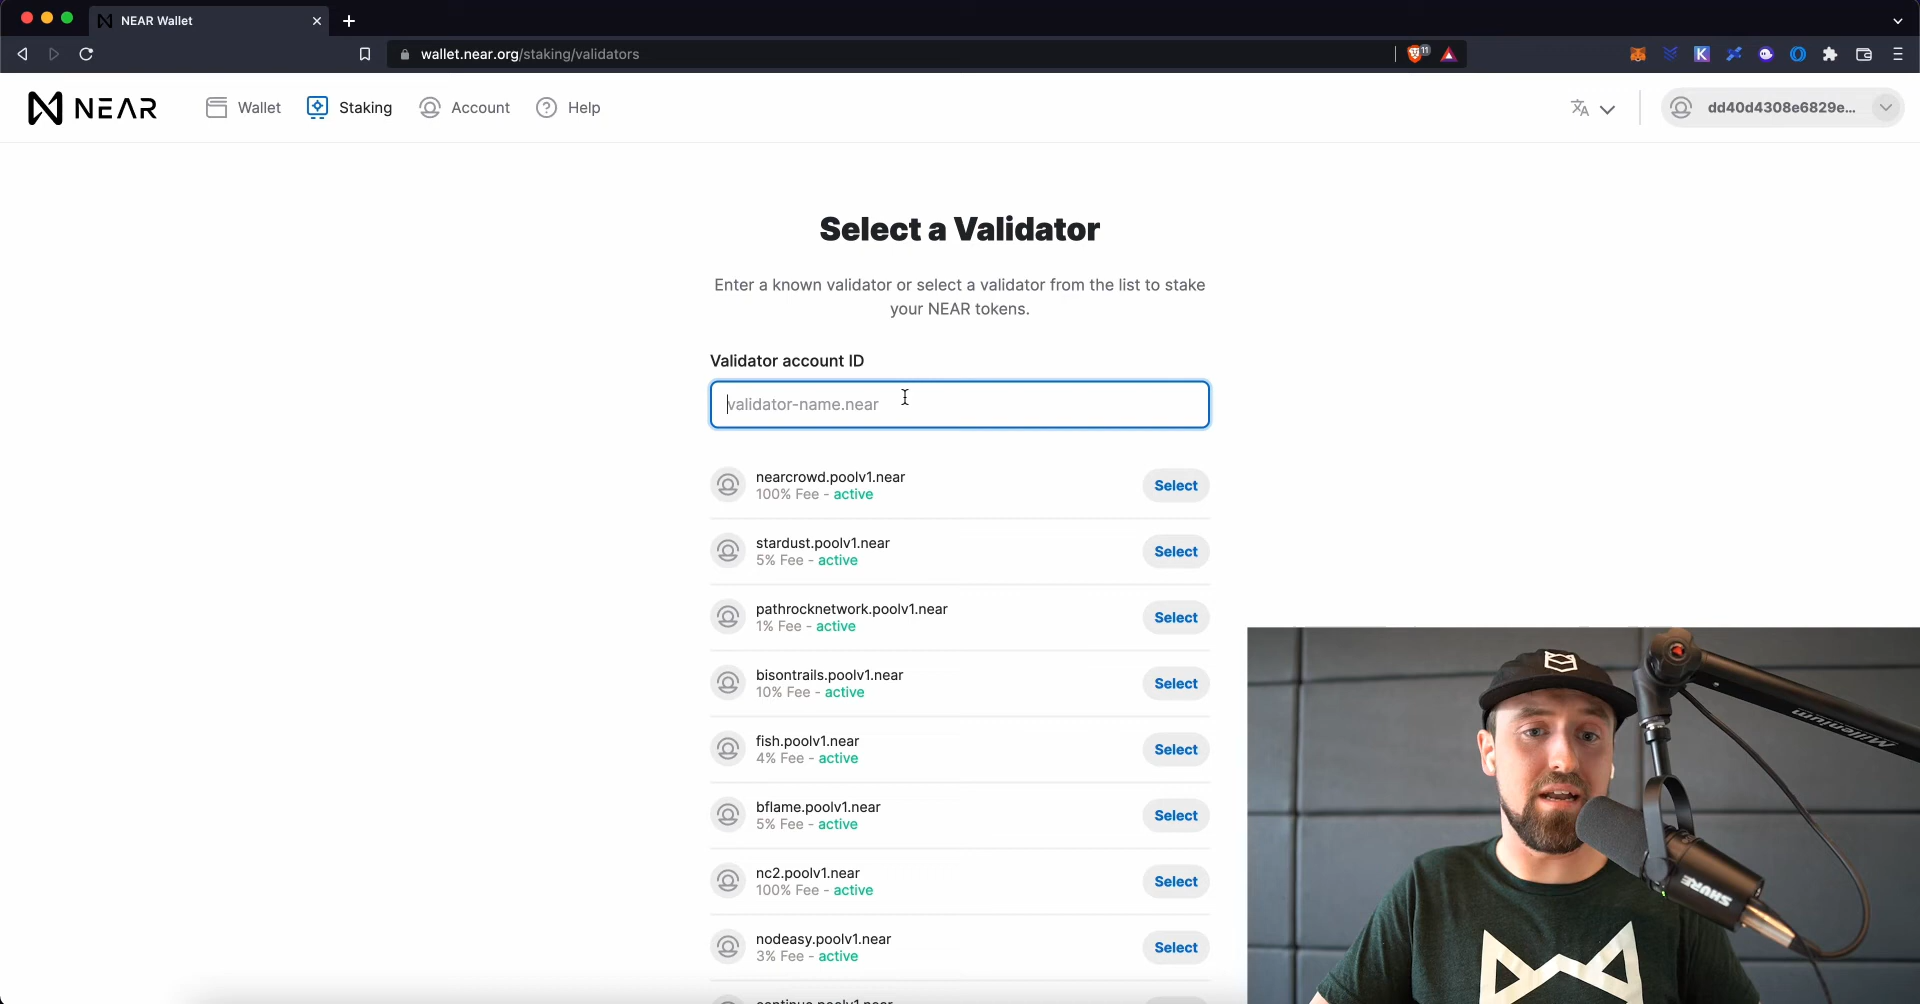 NEAR Wallet
wallet.near.org/staking/validators
11
NEAR
Wallet
Staking
Account
Help
dd40d4308e6829e...
Select a Validator
Enter a known validator or select a validator from the list to stake
your NEAR tokens.
Validator account ID
validator-name.near
nearcrowd.poolv1.near
100% Fee - active
Select
stardust.poolv1.near
5% Fee - active
Select
pathrocknetwork.poolv1.near
1% Fee - active
Select
bisontrails.poolv1.near
10% Fee - active
Select
fish.poolv1.near
4% Fee - active
Select
bflame.poolv1.near
5% Fee - active
Select
nc2.poolv1.near
100% Fee - active
Select
nodeasy.poolv1.near
3% Fee - active
Select
Millenium
SHURE